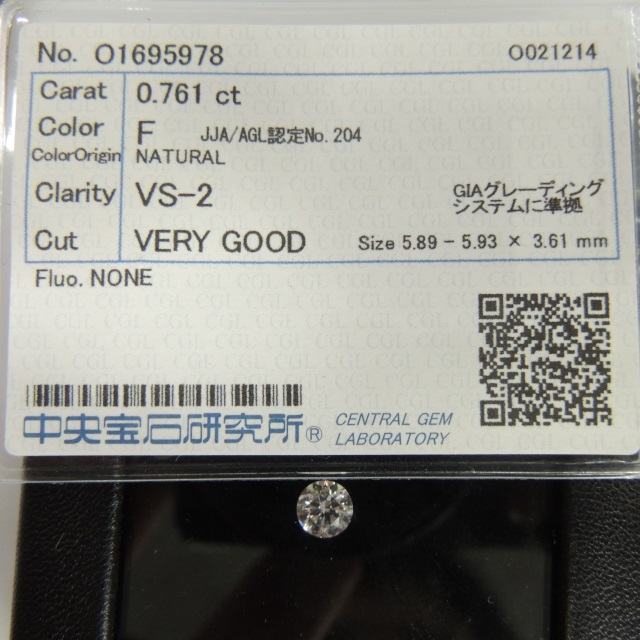 No. O1695978
O021214
Carat 0.761 ct
Color F JJA/AGL認定No.204
ColorOrigin NATURAL
Clarity VS-2
GIAグレーディング
システムに準拠
Cut VERY GOOD Size 5.89 - 5.93 × 3.61 mm
Fluo. NONE
中央宝石研究所® CENTRAL GEM
LABORATORY